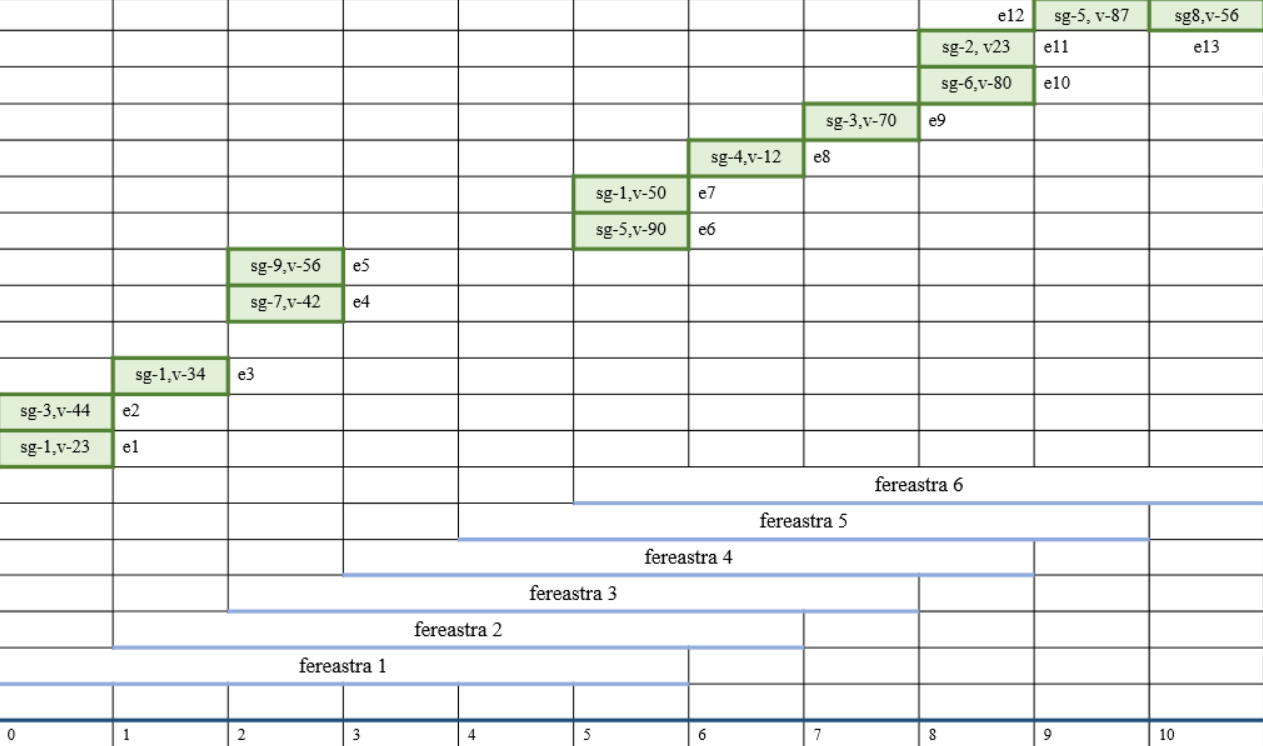 e12 sg-5, v-87 sg8,v-56
sg-2, v23 e11 e13
sg-6,v-80 e10
sg-3,v-70 e9
sg-4,v-12 e8
sg-1,v-50 e7
sg-5,v-90 e6
sg-9,v-56 e5
sg-7,v-42 e4
sg-1,v-34 e3
sg-3,v-44 e2
sg-1,v-23 e1
fereastra 6
fereastra 5
fereastra 4
fereastra 3
fereastra 2
fereastra 1
0 1 2 3 4 5 6 7 8 9 10